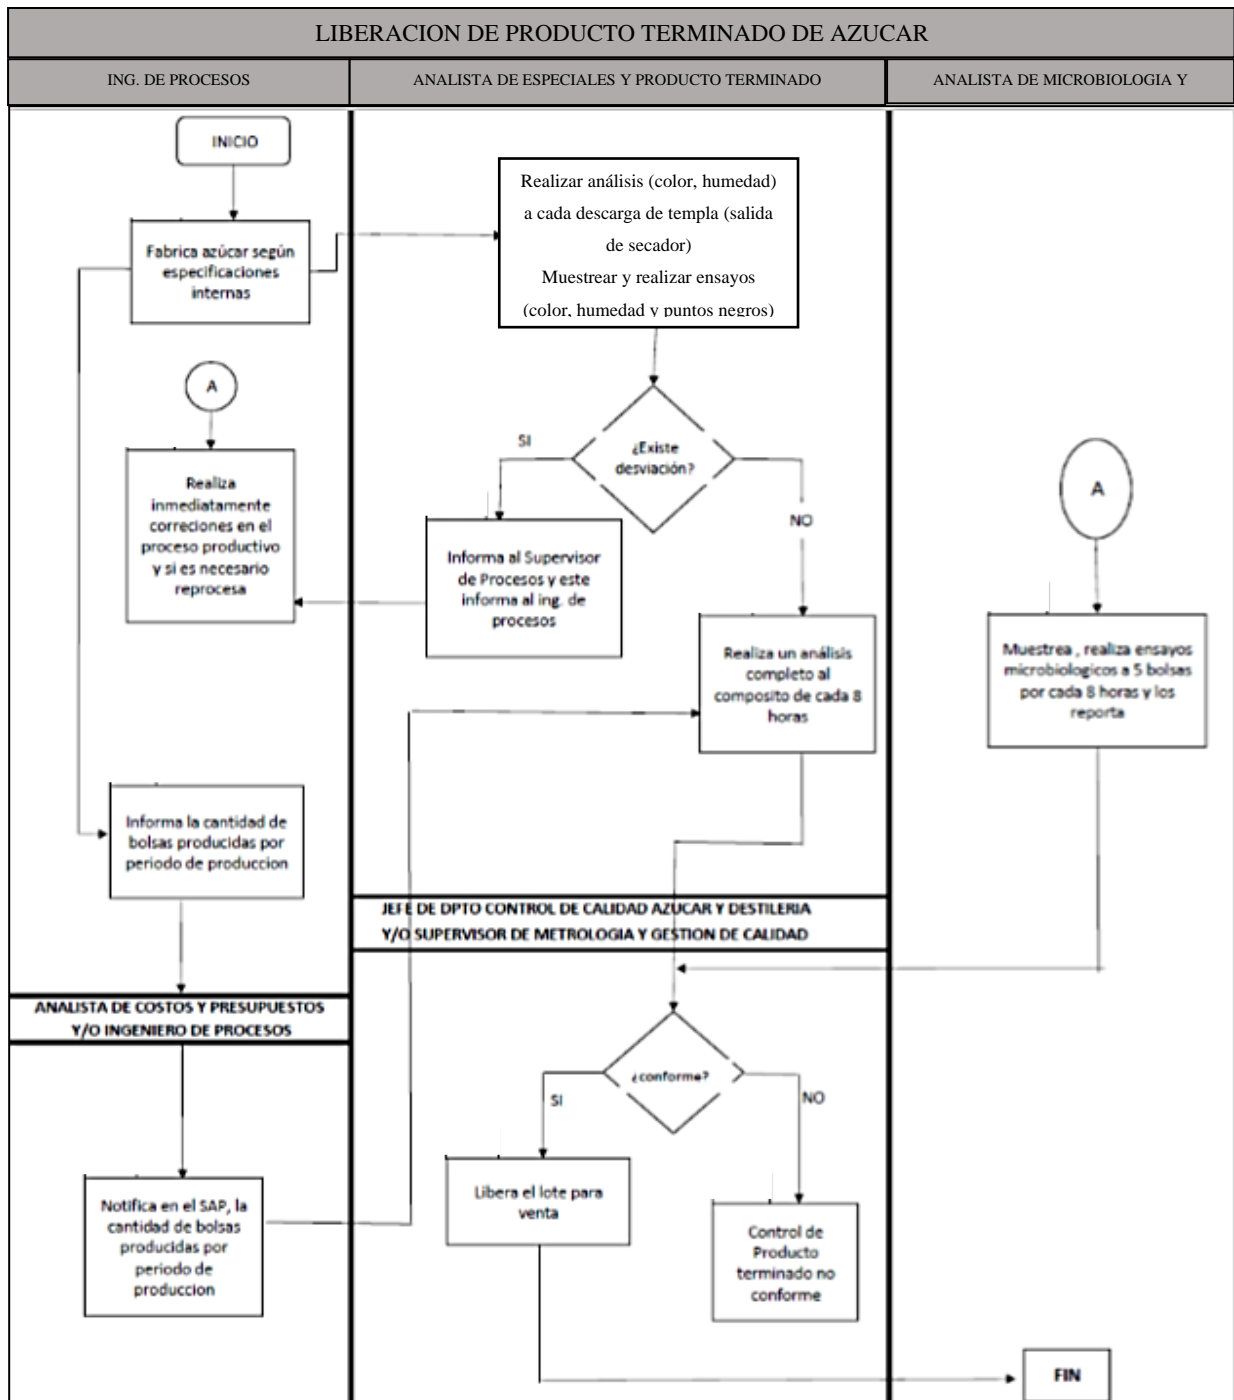 LIBERACION DE PRODUCTO TERMINADO DE AZUCAR
ING. DE PROCESOS
ANALISTA DE ESPECIALES Y PRODUCTO TERMINADO
ANALISTA DE MICROBIOLOGIA Y
INICIO
Fabrica azúcar según
especificaciones
internas
A
Realiza
inmediatamente
correciones en el
proceso productivo
y si es necesario
reprocesa
Informa la cantidad de
bolsas producidas por
periodo de produccion
ANALISTA DE COSTOS Y PRESUPUESTOS
Y/O INGENIERO DE PROCESOS
Notifica en el SAP, la
cantidad de bolsas
producidas por
periodo de
produccion
Realizar análisis (color, humedad)
a cada descarga de templa (salida
de secador)
Muestrear y realizar ensayos
(color, humedad y puntos negros)
¿Existe
desviación?
SI
NO
Informa al Supervisor
de Procesos y este
informa al ing. de
procesos
Realiza un análisis
completo al
composito de cada 8
horas
JEFE DE DPTO CONTROL DE CALIDAD AZUCAR Y DESTILERIA
Y/O SUPERVISOR DE METROLOGIA Y GESTION DE CALIDAD
¿conforme?
SI
NO
Libera el lote para
venta
Control de
Producto
terminado no
conforme
A
Muestrea , realiza ensayos
microbiologicos a 5 bolsas
por cada 8 horas y los
reporta
FIN